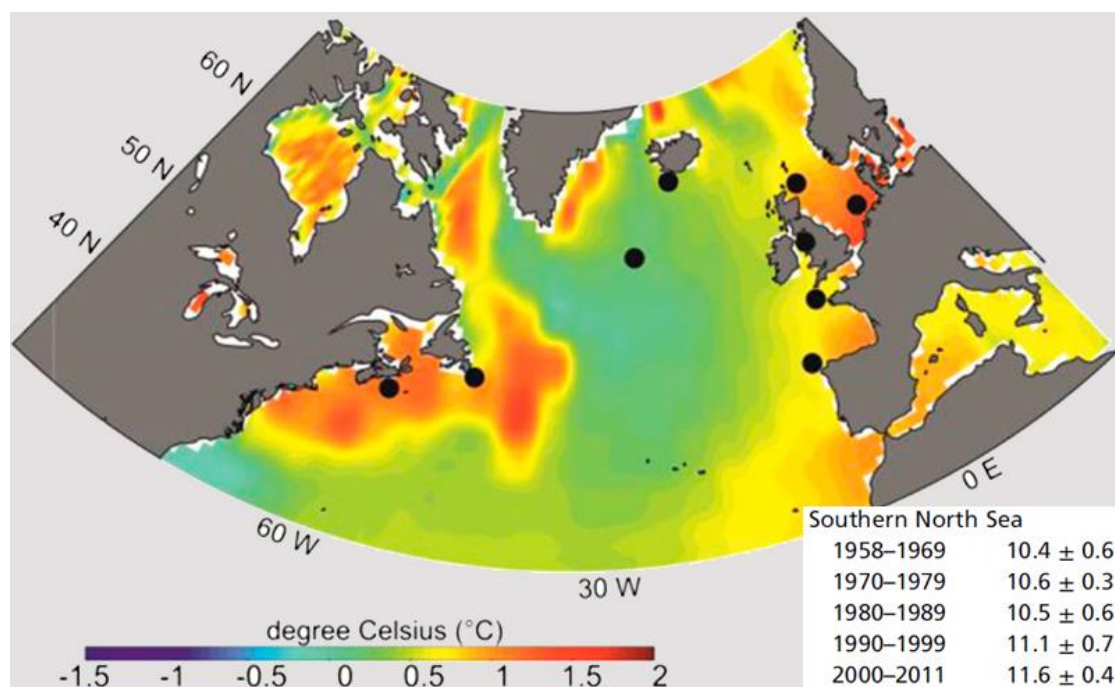 60 N
50 N
40 N
60 W
30 W
0 E
degree Celsius (°C)
-1.5 -1 -0.5 0 0.5 1 1.5 2
Southern North Sea
1958–1969 10.4 ± 0.6
1970–1979 10.6 ± 0.3
1980–1989 10.5 ± 0.6
1990–1999 11.1 ± 0.7
2000–2011 11.6 ± 0.4